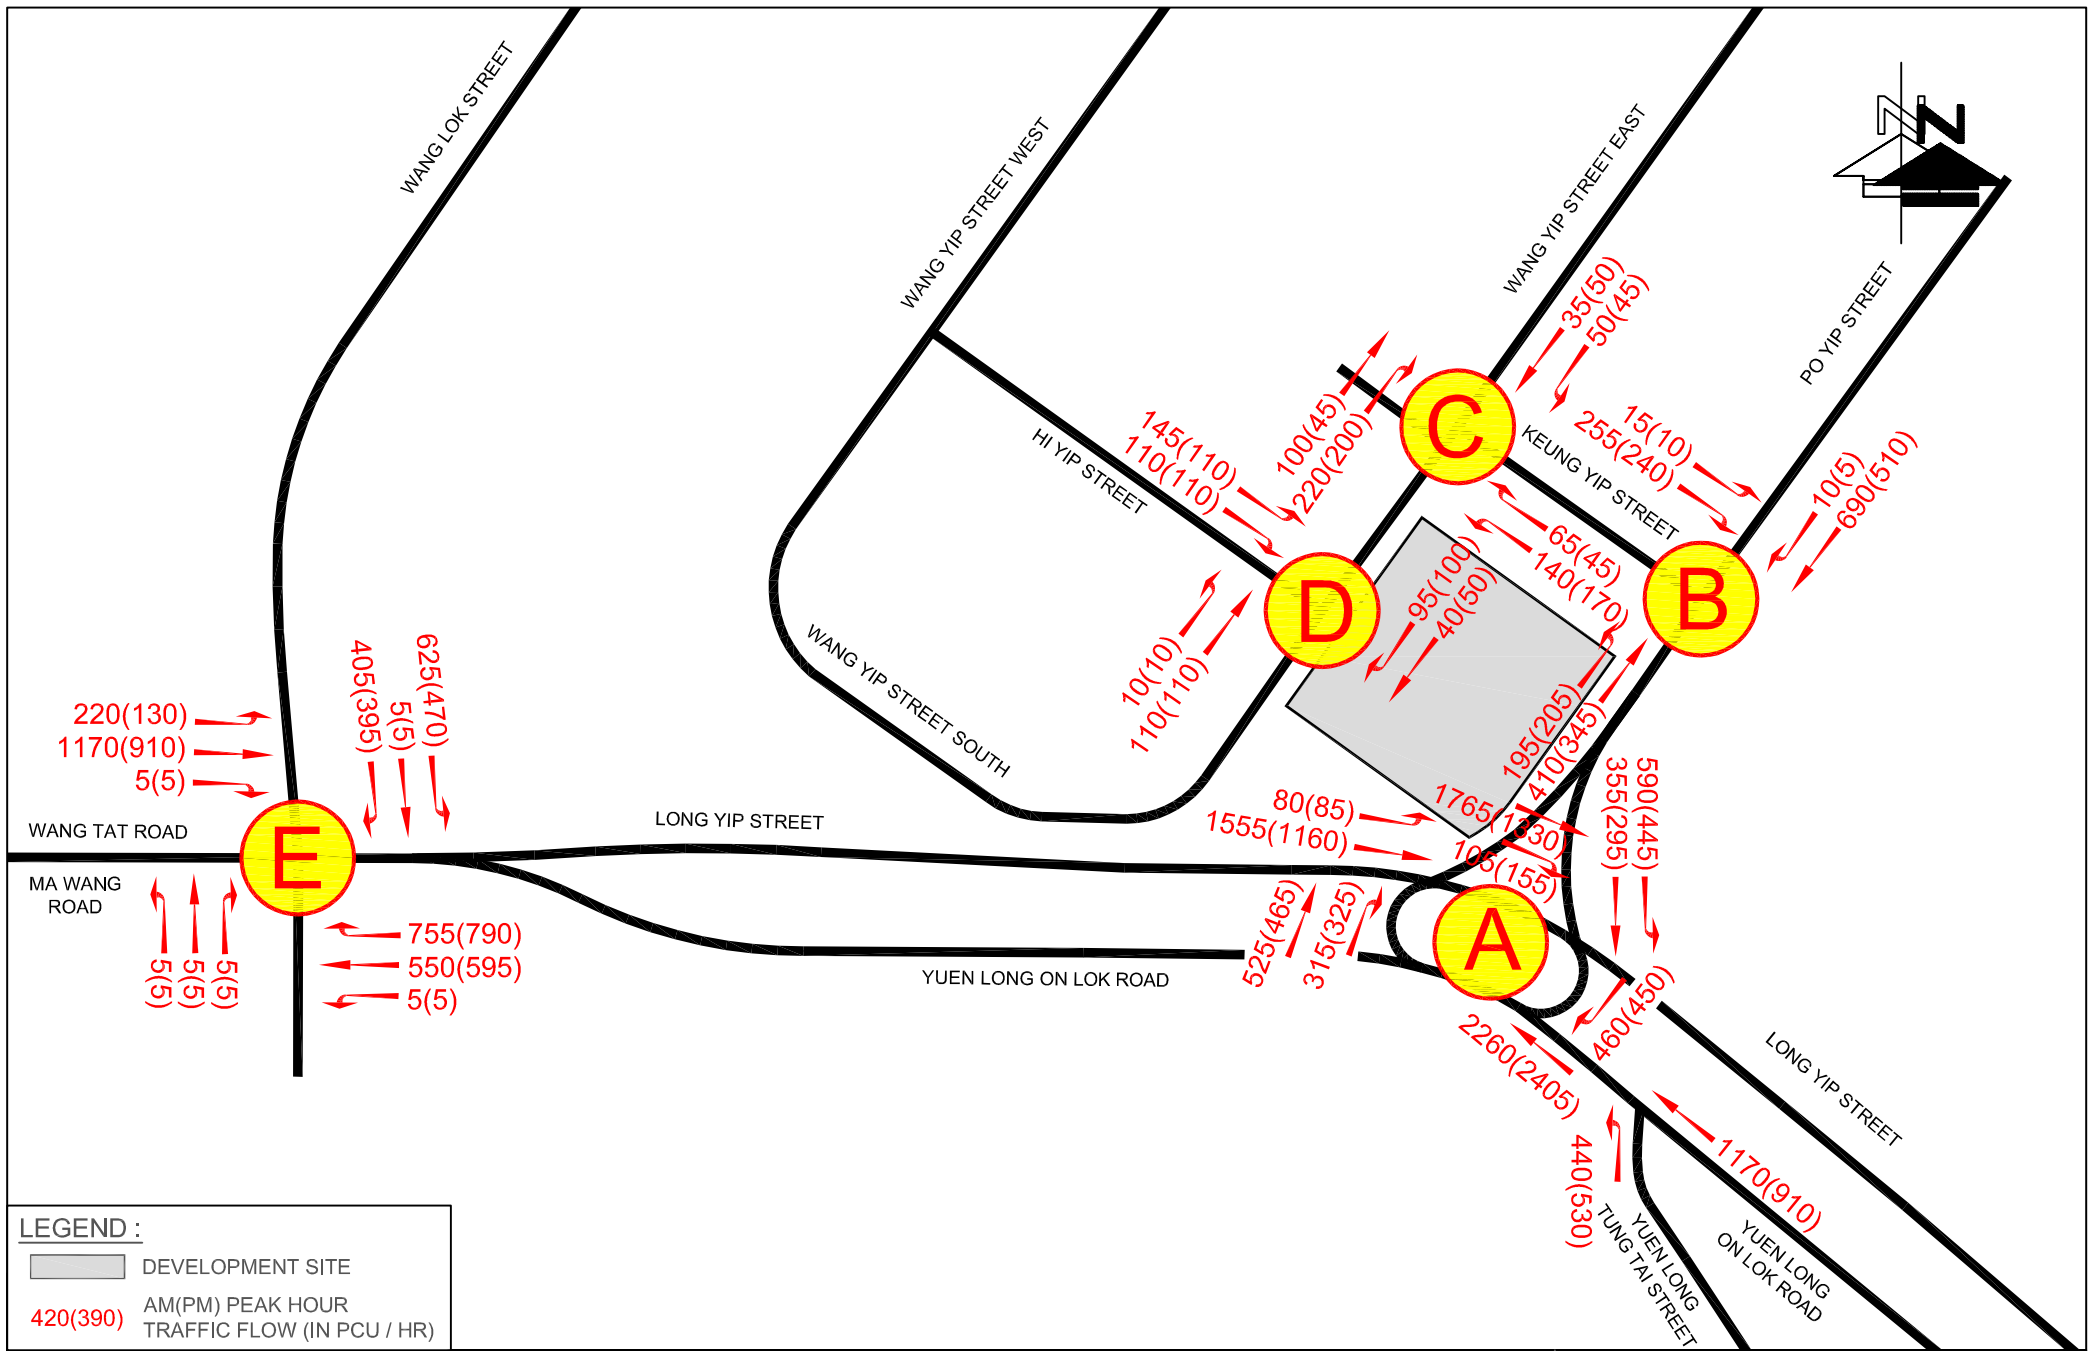 WANG LOK STREET
WANG YIP STREET WEST
WANG YIP STREET EAST
N
PO YIP STREET
35(50)
50(45)
100(45)
220(200)
C
15(10)
255(240)
KEUNG YIP STREET
10(5)
690(510)
145(110)
110(110)
HI YIP STREET
65(45)
140(170)
95(100)
40(50)
D
B
10(10)
110(110)
195(205)
410(345)
WANG YIP STREET SOUTH
405(395)
5(5)
625(470)
220(130)
1170(910)
5(5)
WANG TAT ROAD
MA WANG
ROAD
E
LONG YIP STREET
80(85)
1555(1160)
1765(1330)
105(155)
590(445)
355(295)
5(5)
5(5)
5(5)
755(790)
550(595)
5(5)
YUEN LONG ON LOK ROAD
525(465)
315(325)
A
460(450)
2260(2405)
LONG YIP STREET
440(530)
1170(910)
YUEN LONG
TUNG TAI STREET
YUEN LONG
ON LOK ROAD
LEGEND :
DEVELOPMENT SITE
420(390)
AM(PM) PEAK HOUR
TRAFFIC FLOW (IN PCU / HR)